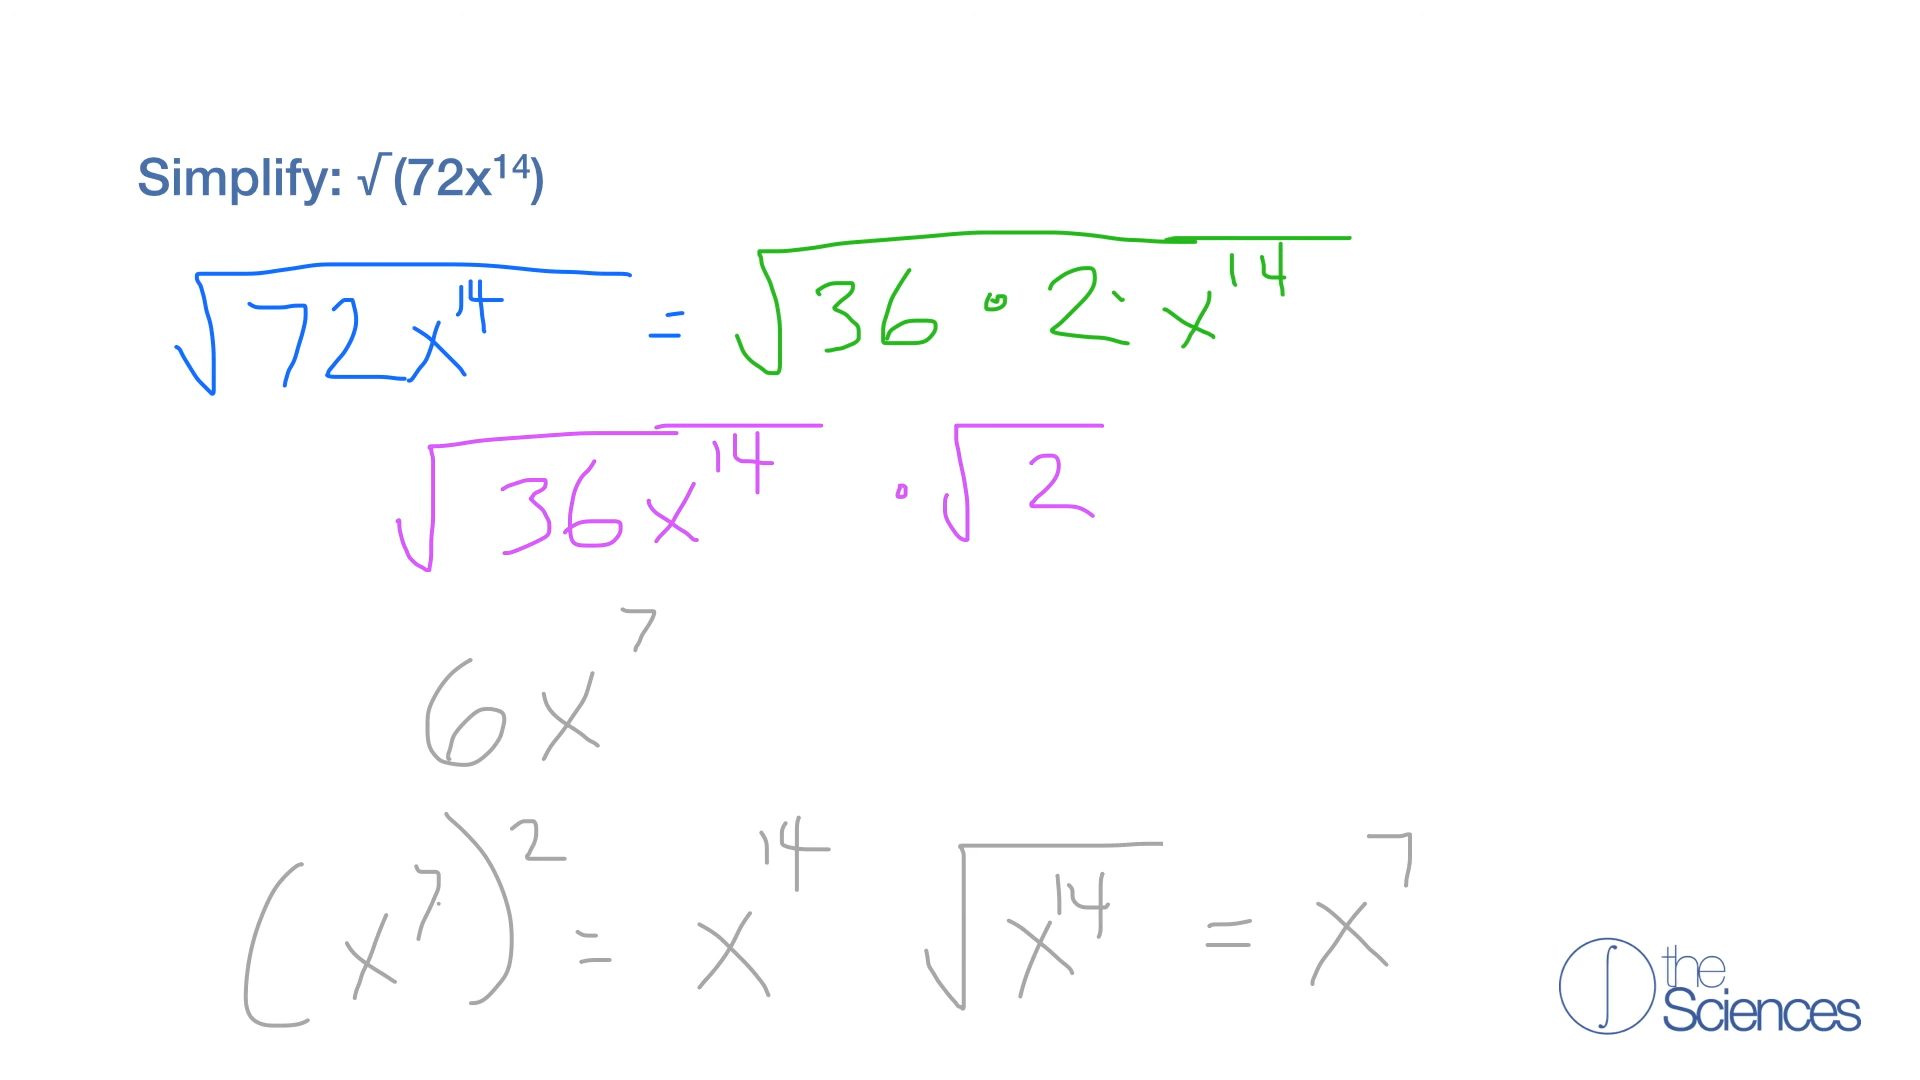 Simplify: √(72x¹⁴)
√72x¹⁴ = √36 · 2 · x¹⁴
√36x¹⁴ · √2
6x⁷
(x⁷)² = x¹⁴ √x¹⁴ = x⁷
the
Sciences